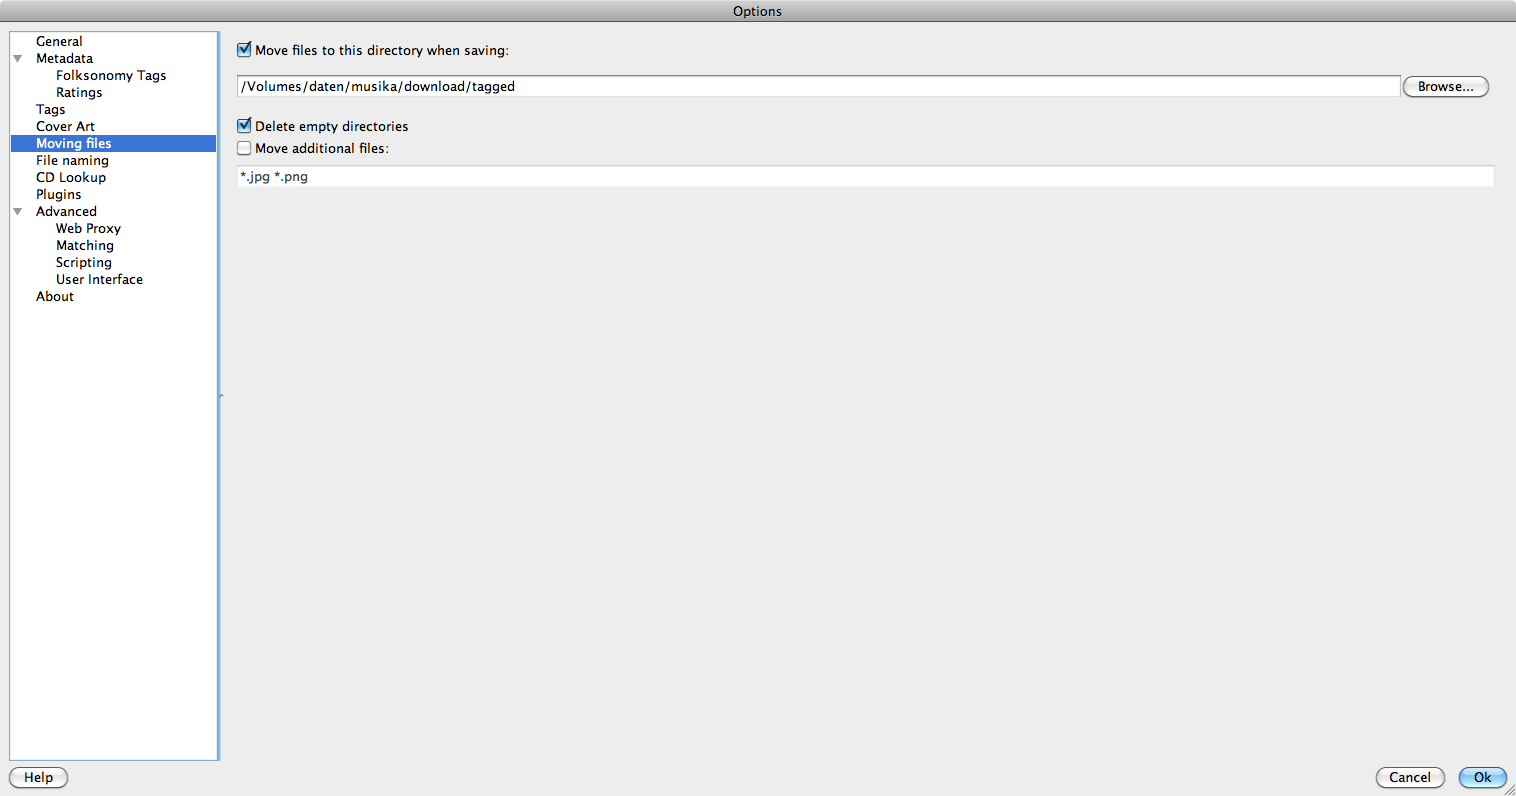 Options
General
Metadata
Folksonomy Tags
Ratings
Tags
Cover Art
Moving files
File naming
CD Lookup
Plugins
Advanced
Web Proxy
Matching
Scripting
User Interface
About
Move files to this directory when saving:
/Volumes/daten/musika/download/tagged
Browse...
Delete empty directories
Move additional files:
*.jpg *.png
Help
Cancel
Ok